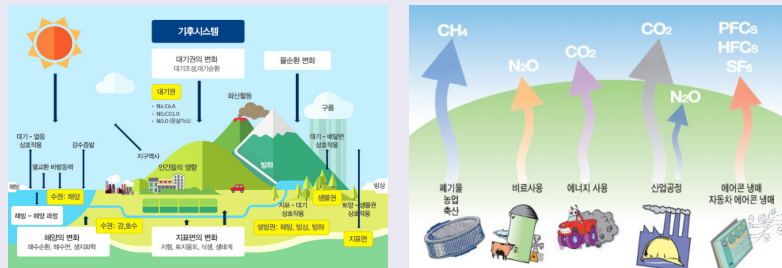 기후시스템
대기권의 변화
대기조성,대기순환
물순환 변화
대기권
화산활동
구름
대기 - 얼음
상호작용
강수증발
지구역사
대기 - 배달면
상호작용
열교환 바람동력
인간들의 영향
빙하
해빙
빙상
수권: 해양
생물권
해빙 - 해양 과정
수권: 강,호수
지표 - 대기
상호작용
토양 - 생물권
상호작용
설빙권: 해빙, 빙상, 빙하
지표면
해양의 변화
해수순환, 해수면, 생지화학
지표면의 변화
지형, 토지용도, 식생, 생태계
CH4
N2O
CO2
CO2
N2O
PFCs
HFCs
SF6
폐기물
농업
축산
비료사용
에너지 사용
산업공정
에어콘 냉매
자동차 에어콘 냉매